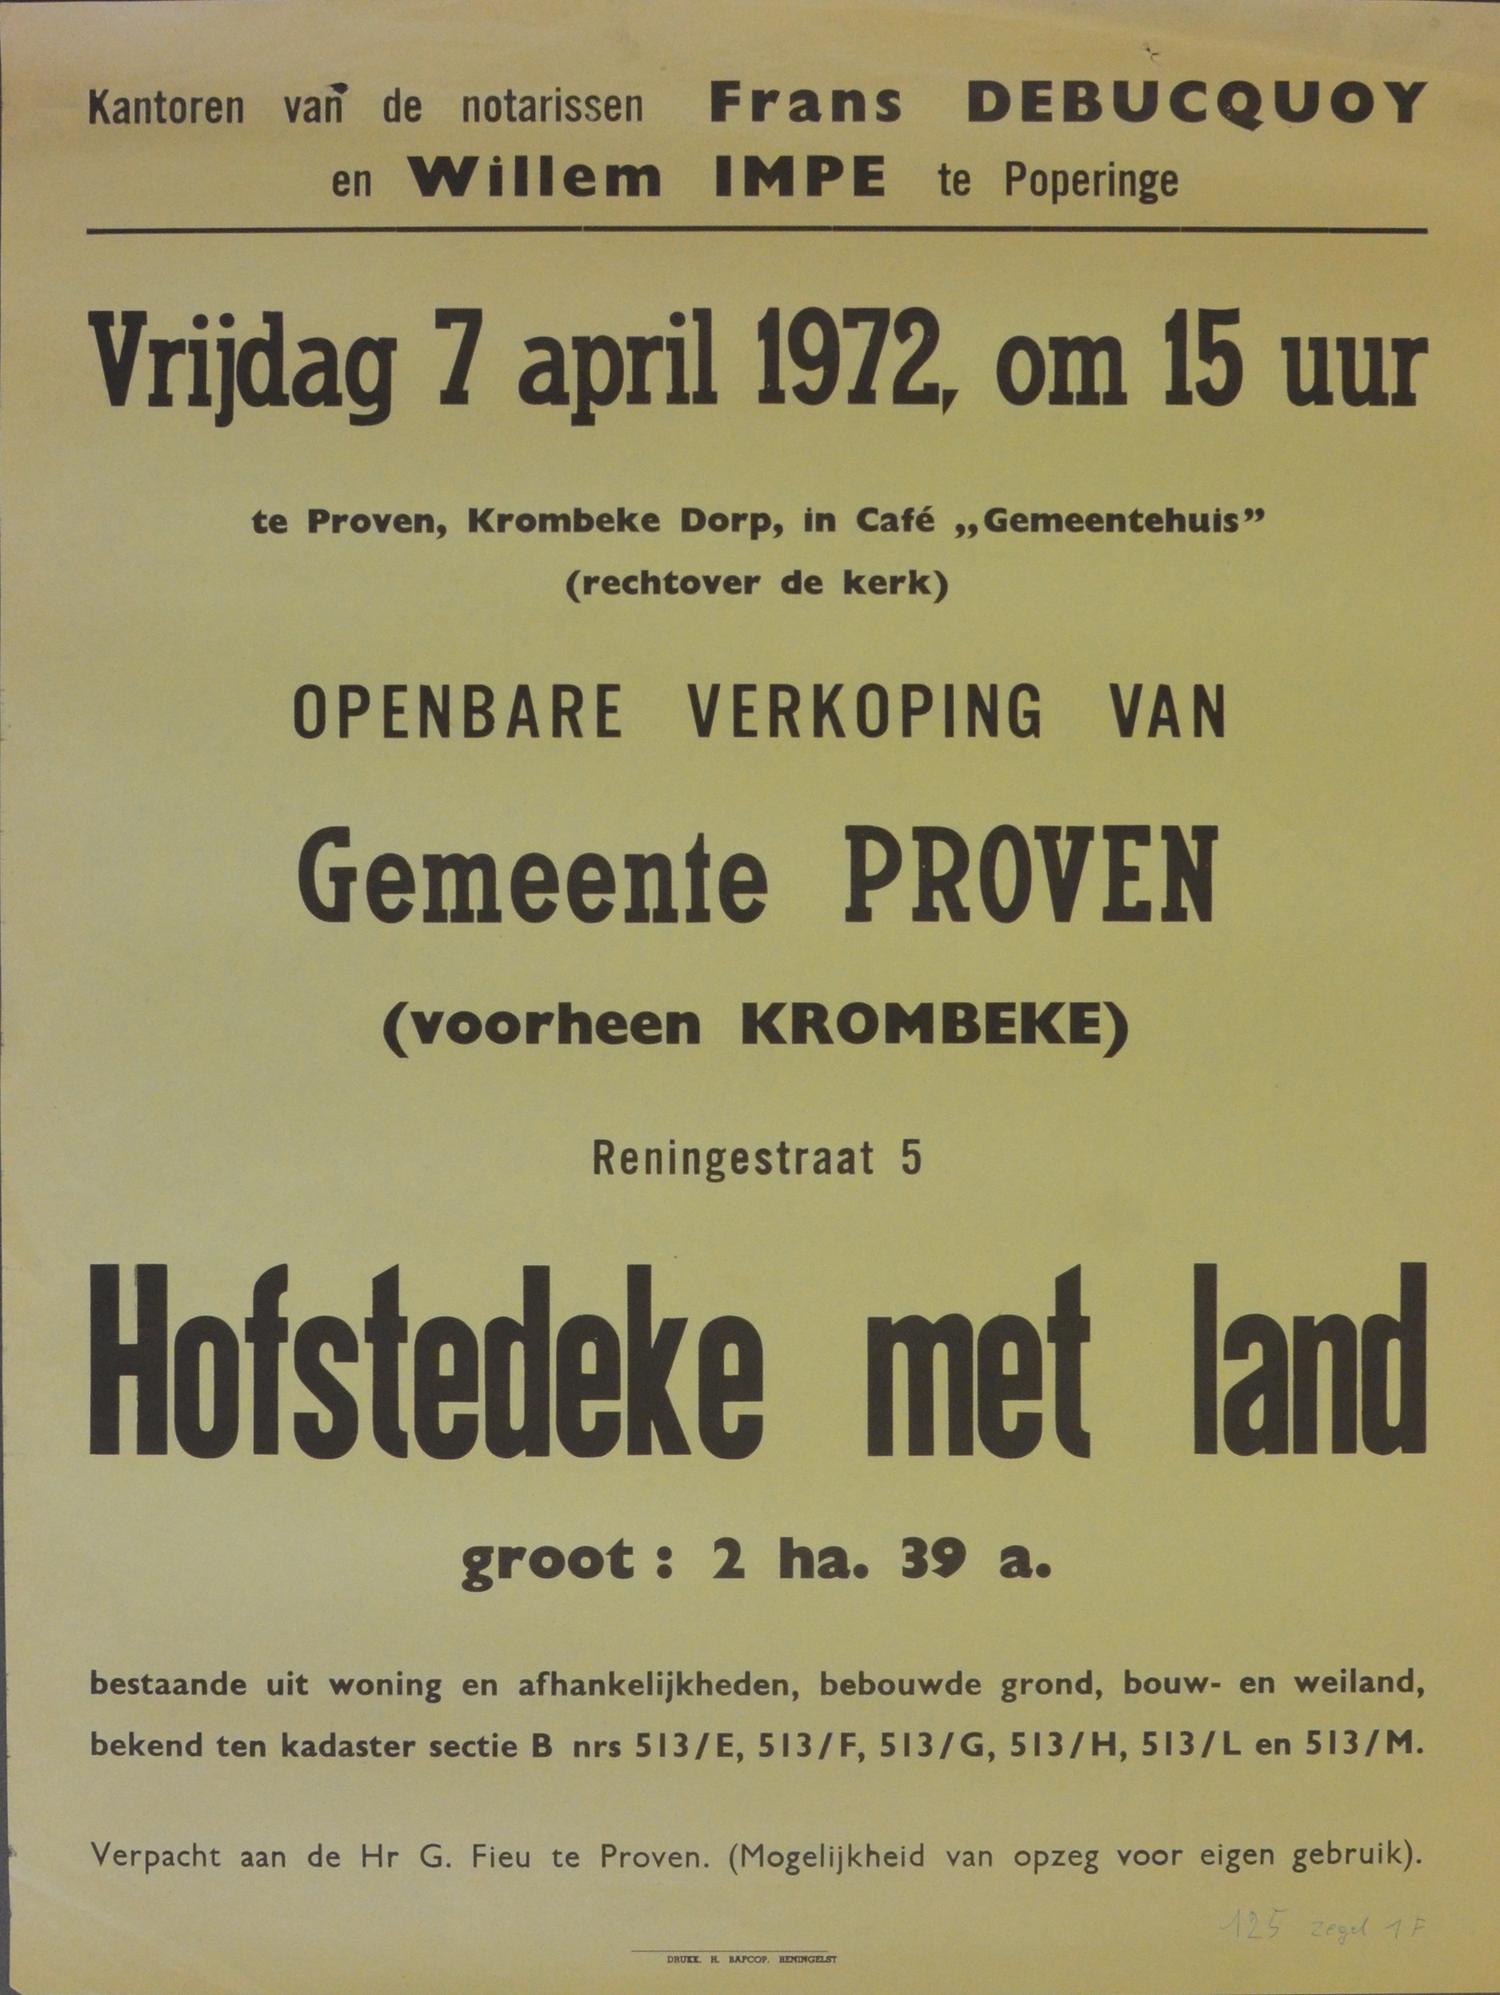 Kantoren van de notarissen Frans DEBUCQUOY
en Willem IMPE te Poperinge
Vrijdag 7 april 1972, om 15 uur
te Proven, Krombeke Dorp, in Café „Gemeentehuis”
(rechtover de kerk)
OPENBARE VERKOPING VAN
Gemeente PROVEN
(voorheen KROMBEKE)
Reningestraat 5
Hofstedeke met land
groot : 2 ha. 39 a.
bestaande uit woning en afhankelijkheden, bebouwde grond, bouw- en weiland,
bekend ten kadaster sectie B nrs 513/E, 513/F, 513/G, 513/H, 513/L en 513/M.
Verpacht aan de Hr G. Fieu te Proven. (Mogelijkheid van opzeg voor eigen gebruik).
125 zegel 1 F
DRUKK. H. BAFCOP. RENINGELST